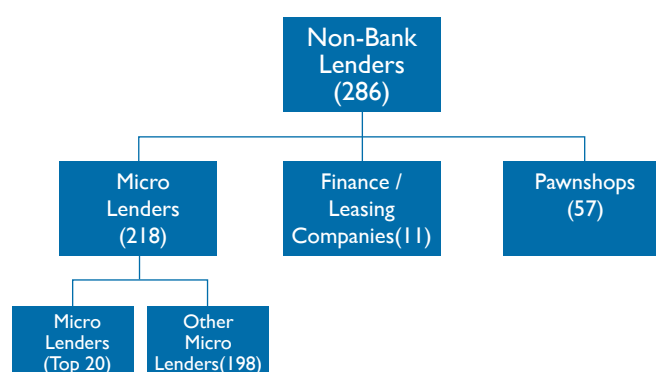 Non-Bank
Lenders
(286)
Micro
Lenders
(218)
Finance /
Leasing
Companies(11)
Pawnshops
(57)
Micro
Lenders
(Top 20)
Other
Micro
Lenders(198)